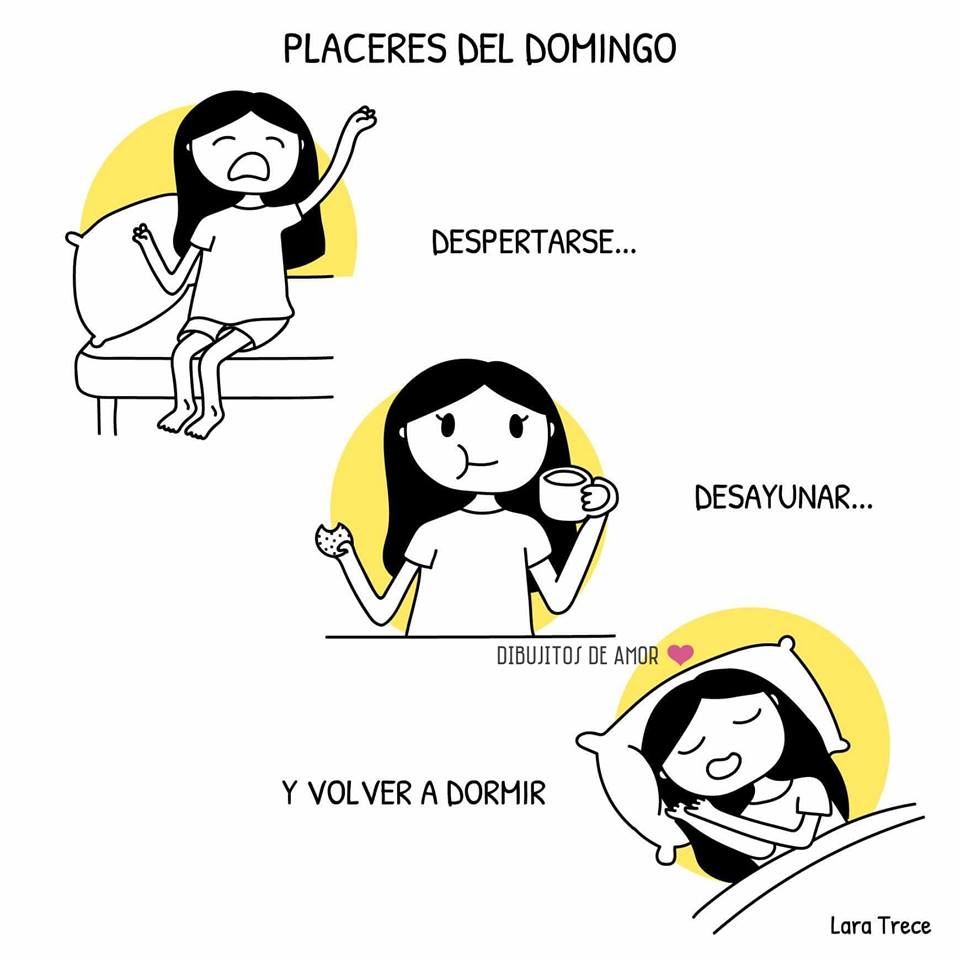 PLACERES DEL DOMINGO
DESPERTARSE...
DESAYUNAR...
DIBUJITOS DE AMOR
Y VOLVER A DORMIR
Lara Trece